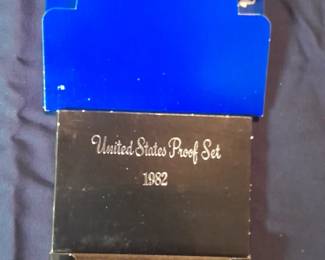 United States Proof Set
1982